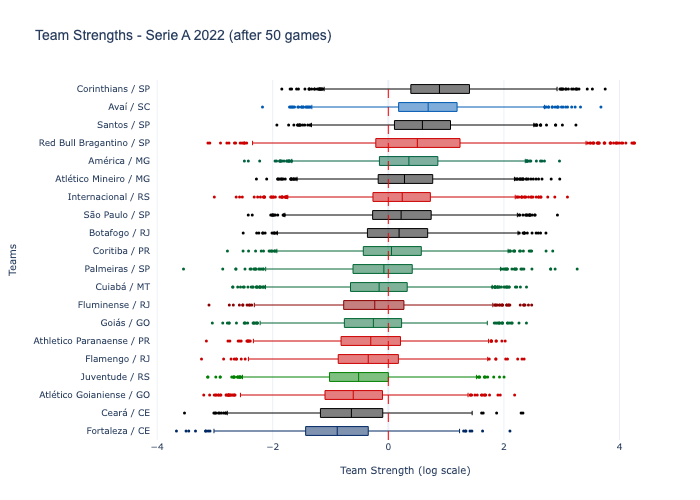 Team Strengths - Serie A 2022 (after 50 games)
Corinthians / SP
Avaí / SC
Santos / SP
Red Bull Bragantino / SP
América / MG
Atlético Mineiro / MG
Internacional / RS
São Paulo / SP
Botafogo / RJ
Coritiba / PR
Palmeiras / SP
Cuiabá / MT
Fluminense / RJ
Goiás / GO
Athletico Paranaense / PR
Flamengo / RJ
Juventude / RS
Atlético Goianiense / GO
Ceará / CE
Fortaleza / CE
Teams
−4 −2 0 2 4
Team Strength (log scale)